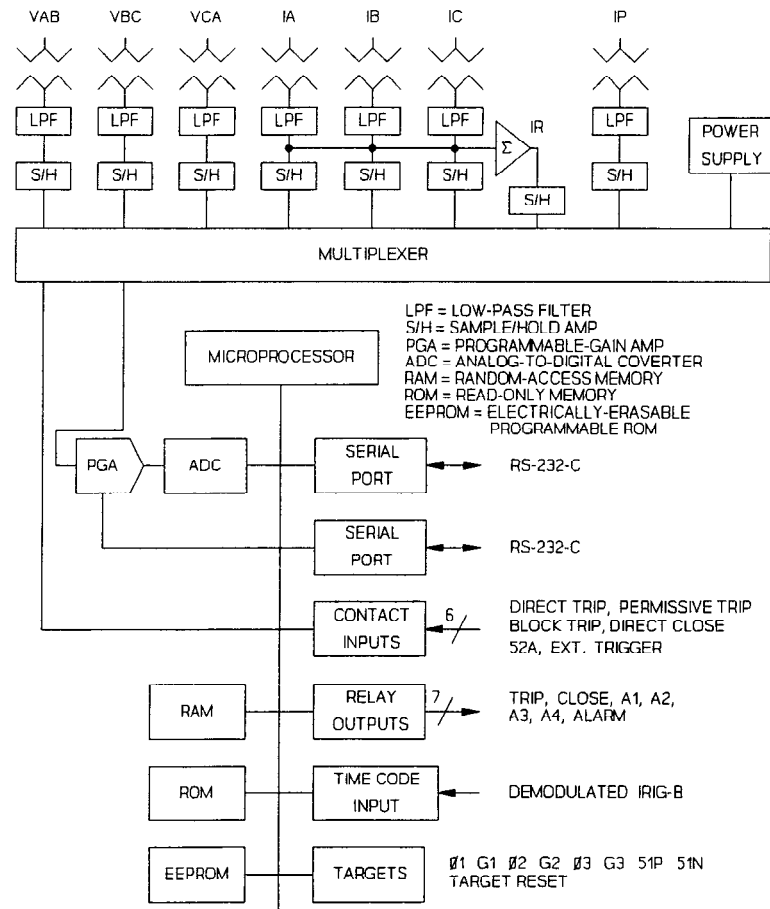 VAB VBC VCA IA IB IC IP
LPF LPF LPF LPF LPF LPF LPF
IR
Σ
POWER
SUPPLY
S/H S/H S/H S/H S/H S/H S/H
S/H
MULTIPLEXER
LPF = LOW-PASS FILTER
S/H = SAMPLE/HOLD AMP
PGA = PROGRAMMABLE-GAIN AMP
ADC = ANALOG-TO-DIGITAL COVERTER
RAM = RANDOM-ACCESS MEMORY
ROM = READ-ONLY MEMORY
EEPROM = ELECTRICALLY-ERASABLE
PROGRAMMABLE ROM
MICROPROCESSOR
PGA
ADC
SERIAL
PORT
RS-232-C
SERIAL
PORT
RS-232-C
CONTACT
INPUTS
6
DIRECT TRIP, PERMISSIVE TRIP
BLOCK TRIP, DIRECT CLOSE
52A, EXT. TRIGGER
RAM
RELAY
OUTPUTS
7
TRIP, CLOSE, A1, A2,
A3, A4, ALARM
ROM
TIME CODE
INPUT
DEMODULATED IRIG-B
EEPROM
TARGETS
Ø1 G1 Ø2 G2 Ø3 G3 51P 51N
TARGET RESET